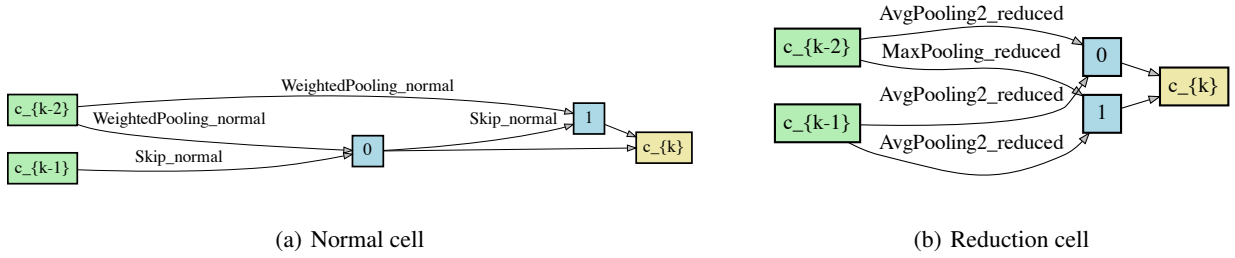 WeightedPooling_normal
c_{k-2}
WeightedPooling_normal
Skip_normal
1
c_{k-1}
Skip_normal
0
c_{k}
(a) Normal cell
AvgPooling2_reduced
c_{k-2}
MaxPooling_reduced
0
AvgPooling2_reduced
c_{k}
c_{k-1}
1
AvgPooling2_reduced
(b) Reduction cell